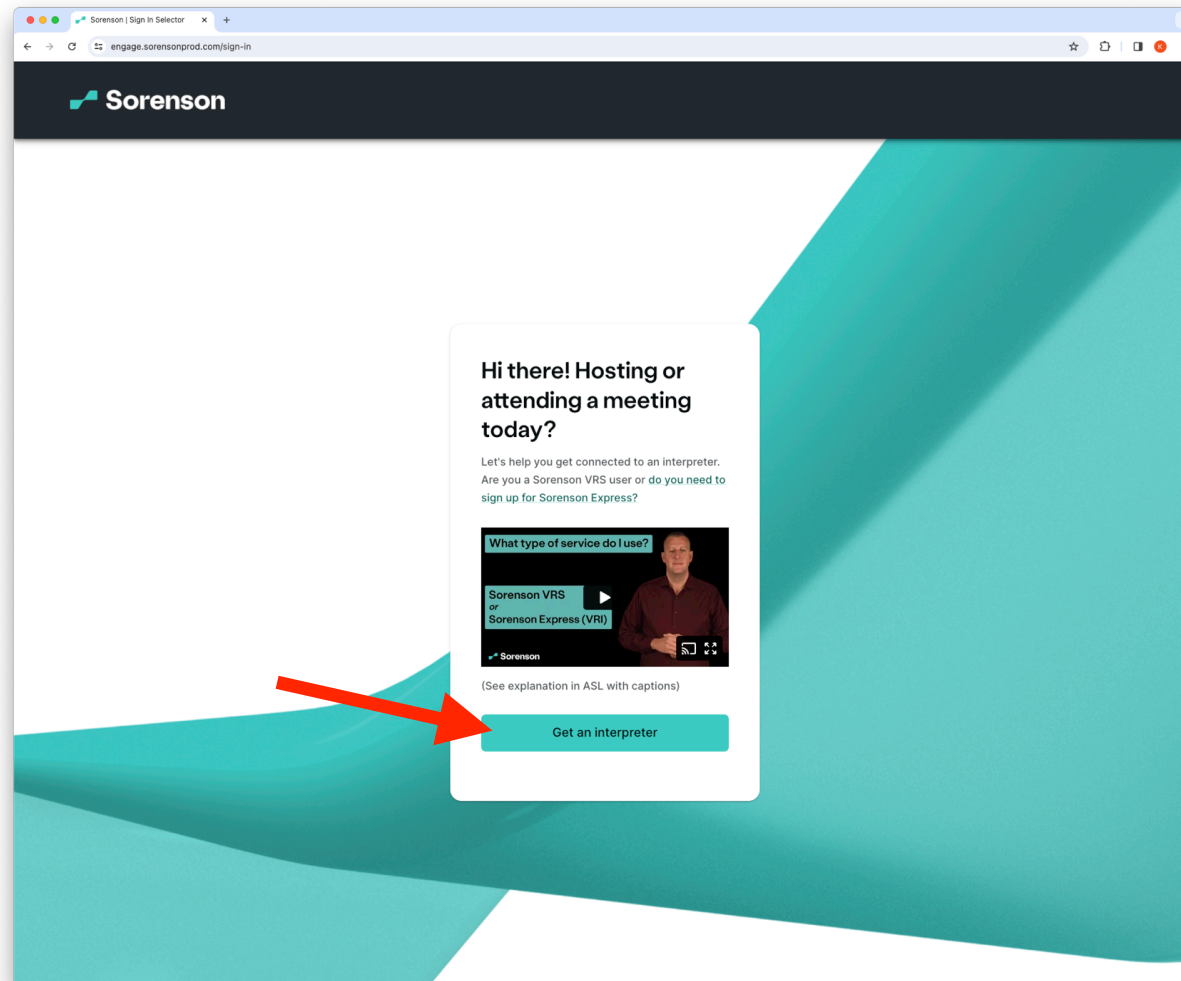 Sorenson | Sign In Selector
engage.sorensonprod.com/sign-in
K
Sorenson
Hi there! Hosting or
attending a meeting
today?
Let's help you get connected to an interpreter.
Are you a Sorenson VRS user or do you need to
sign up for Sorenson Express?
What type of service do I use?
Sorenson VRS
or
Sorenson Express (VRI)
Sorenson
(See explanation in ASL with captions)
Get an interpreter